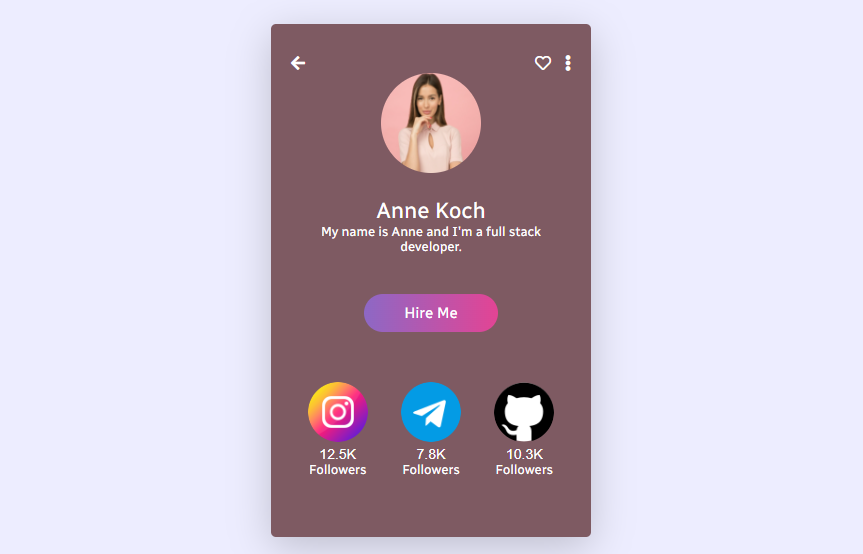 Anne Koch
My name is Anne and I'm a full stack
developer.
Hire Me
12.5K
Followers
7.8K
Followers
10.3K
Followers